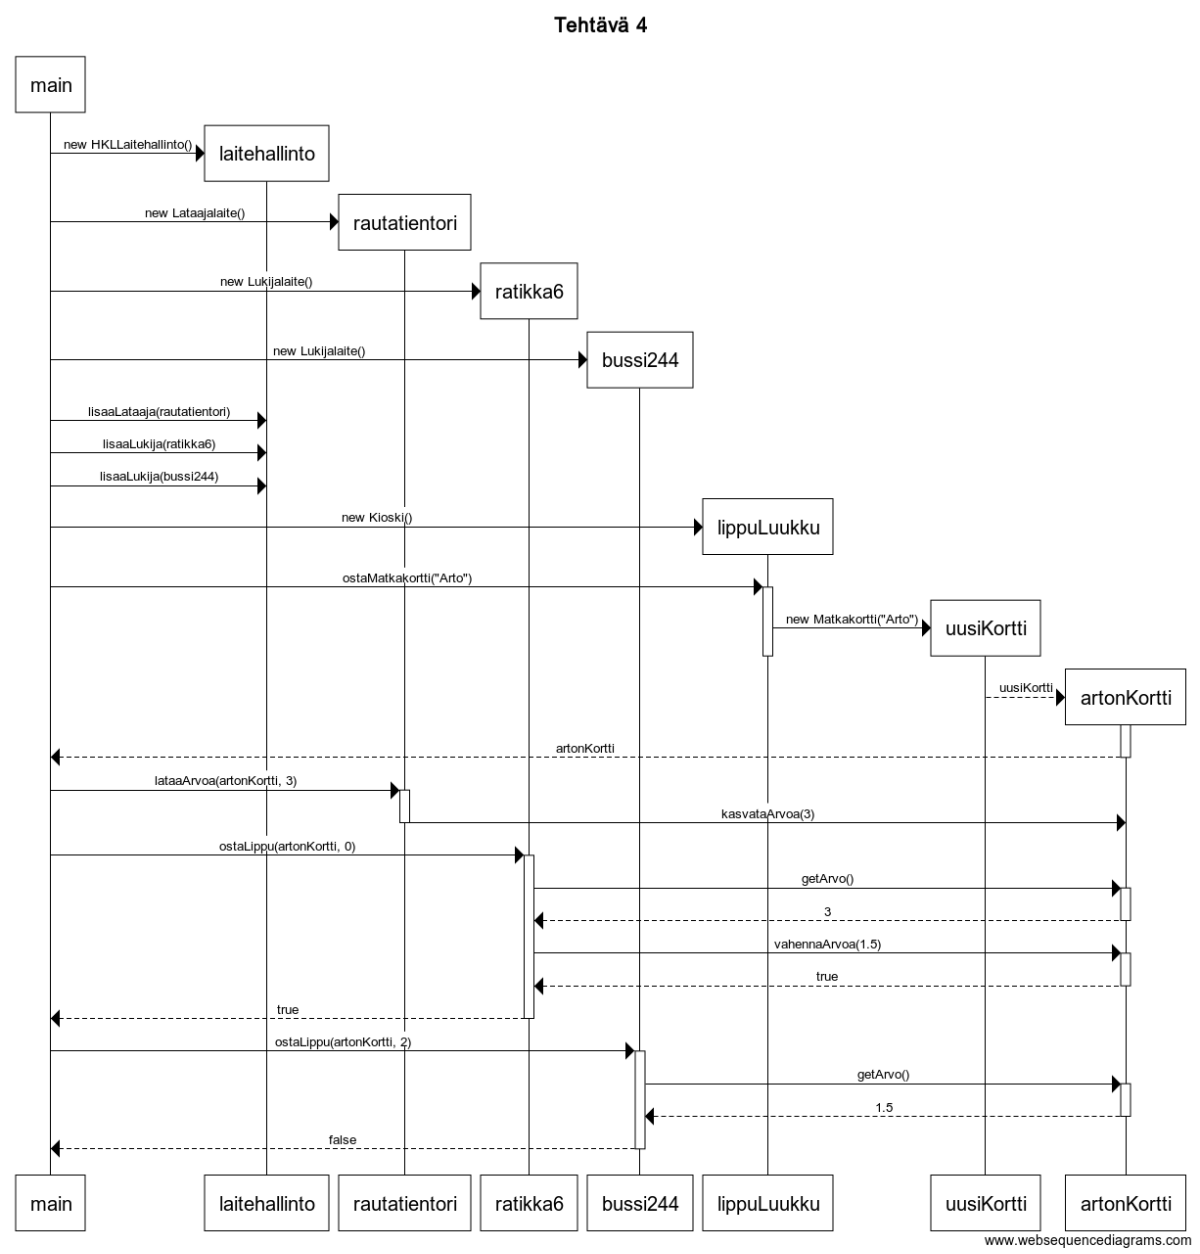 Tehtävä 4
main
new HKLLaitehallinto()
laitehallinto
new Lataajalaite()
rautatientori
new Lukijalaite()
ratikka6
new Lukijalaite()
bussi244
lisaaLataaja(rautatientori)
lisaaLukija(ratikka6)
lisaaLukija(bussi244)
new Kioski()
lippuLuukku
ostaMatkakortti("Arto")
new Matkakortti("Arto")
uusiKortti
uusiKortti
artonKortti
artonKortti
lataaArvoa(artonKortti, 3)
kasvataArvoa(3)
ostaLippu(artonKortti, 0)
getArvo()
3
vahennaArvoa(1.5)
true
true
ostaLippu(artonKortti, 2)
getArvo()
1.5
false
main laitehallinto rautatientori ratikka6 bussi244 lippuLuukku uusiKortti artonKortti
www.websequencediagrams.com